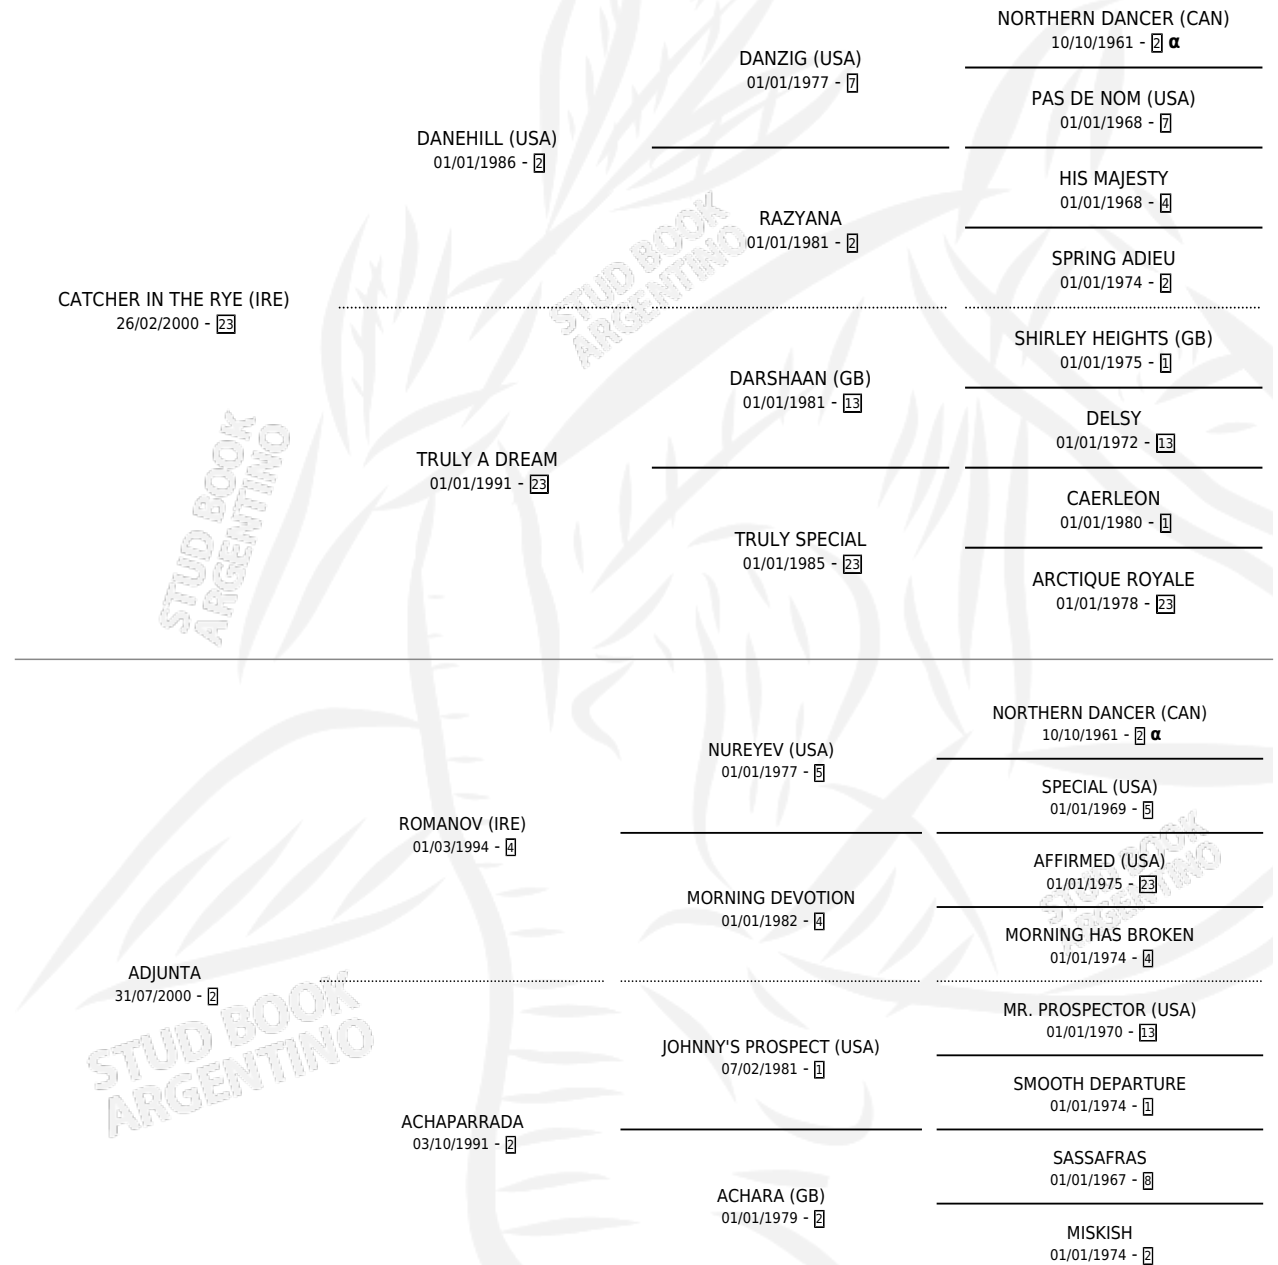 NORTHERN DANCER (CAN)
10/10/1961 - 2 α
DANZIG (USA)
01/01/1977 - 7
PAS DE NOM (USA)
01/01/1968 - 7
DANEHILL (USA)
01/01/1986 - 2
HIS MAJESTY
01/01/1968 - 4
RAZYANA
01/01/1981 - 2
SPRING ADIEU
01/01/1974 - 2
CATCHER IN THE RYE (IRE)
26/02/2000 - 23
SHIRLEY HEIGHTS (GB)
01/01/1975 - 1
DARSHAAN (GB)
01/01/1981 - 13
DELSY
01/01/1972 - 13
TRULY A DREAM
01/01/1991 - 23
CAERLEON
01/01/1980 - 1
TRULY SPECIAL
01/01/1985 - 23
ARCTIQUE ROYALE
01/01/1978 - 23
NORTHERN DANCER (CAN)
10/10/1961 - 2 α
NUREYEV (USA)
01/01/1977 - 5
SPECIAL (USA)
01/01/1969 - 5
ROMANOV (IRE)
01/03/1994 - 4
AFFIRMED (USA)
01/01/1975 - 23
MORNING DEVOTION
01/01/1982 - 4
MORNING HAS BROKEN
01/01/1974 - 4
ADJUNTA
31/07/2000 - 2
MR. PROSPECTOR (USA)
01/01/1970 - 13
JOHNNY'S PROSPECT (USA)
07/02/1981 - 1
SMOOTH DEPARTURE
01/01/1974 - 1
ACHAPARRADA
03/10/1991 - 2
SASSAFRAS
01/01/1967 - 8
ACHARA (GB)
01/01/1979 - 2
MISKISH
01/01/1974 - 2
STUD BOOK
ARGENTINO
STUD BOOK
ARGENTINO
STUD BOOK
ARGENTINO
STUD BOOK
ARGENTINO